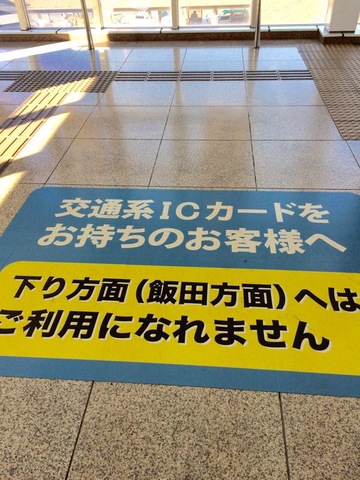 交通系ICカードを
お持ちのお客様へ
下り方面(飯田方面)へは
ご利用になれません